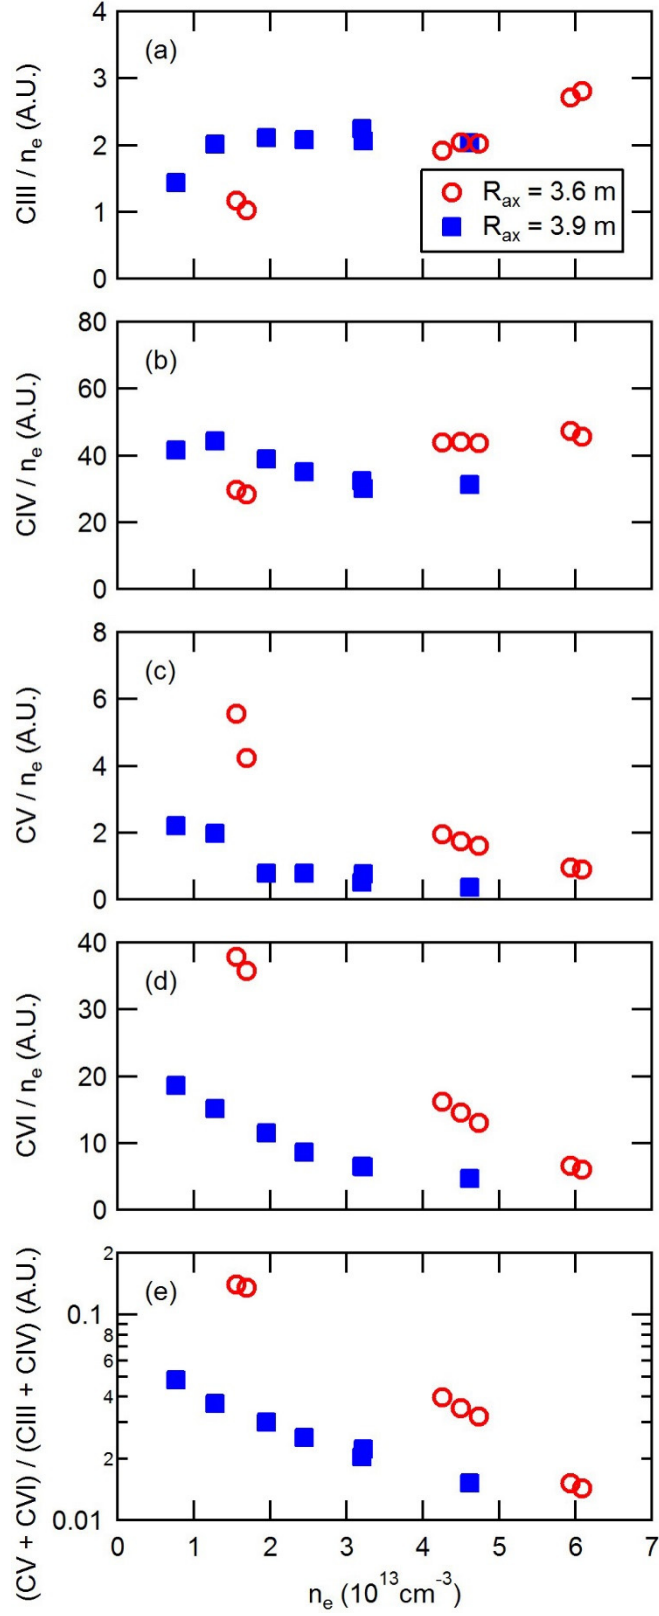 4
(a)
3
2
1
0
CIII / nₑ (A.U.)
R_ax = 3.6 m
R_ax = 3.9 m
80
(b)
60
40
20
0
CIV / nₑ (A.U.)
8
(c)
6
4
2
0
CV / nₑ (A.U.)
40
(d)
30
20
10
0
CVI / nₑ (A.U.)
2
(e)
0.1
8
6
4
2
0.01
(CV + CVI) / (CIII + CIV) (A.U.)
0 1 2 3 4 5 6 7
nₑ (10¹³cm⁻³)